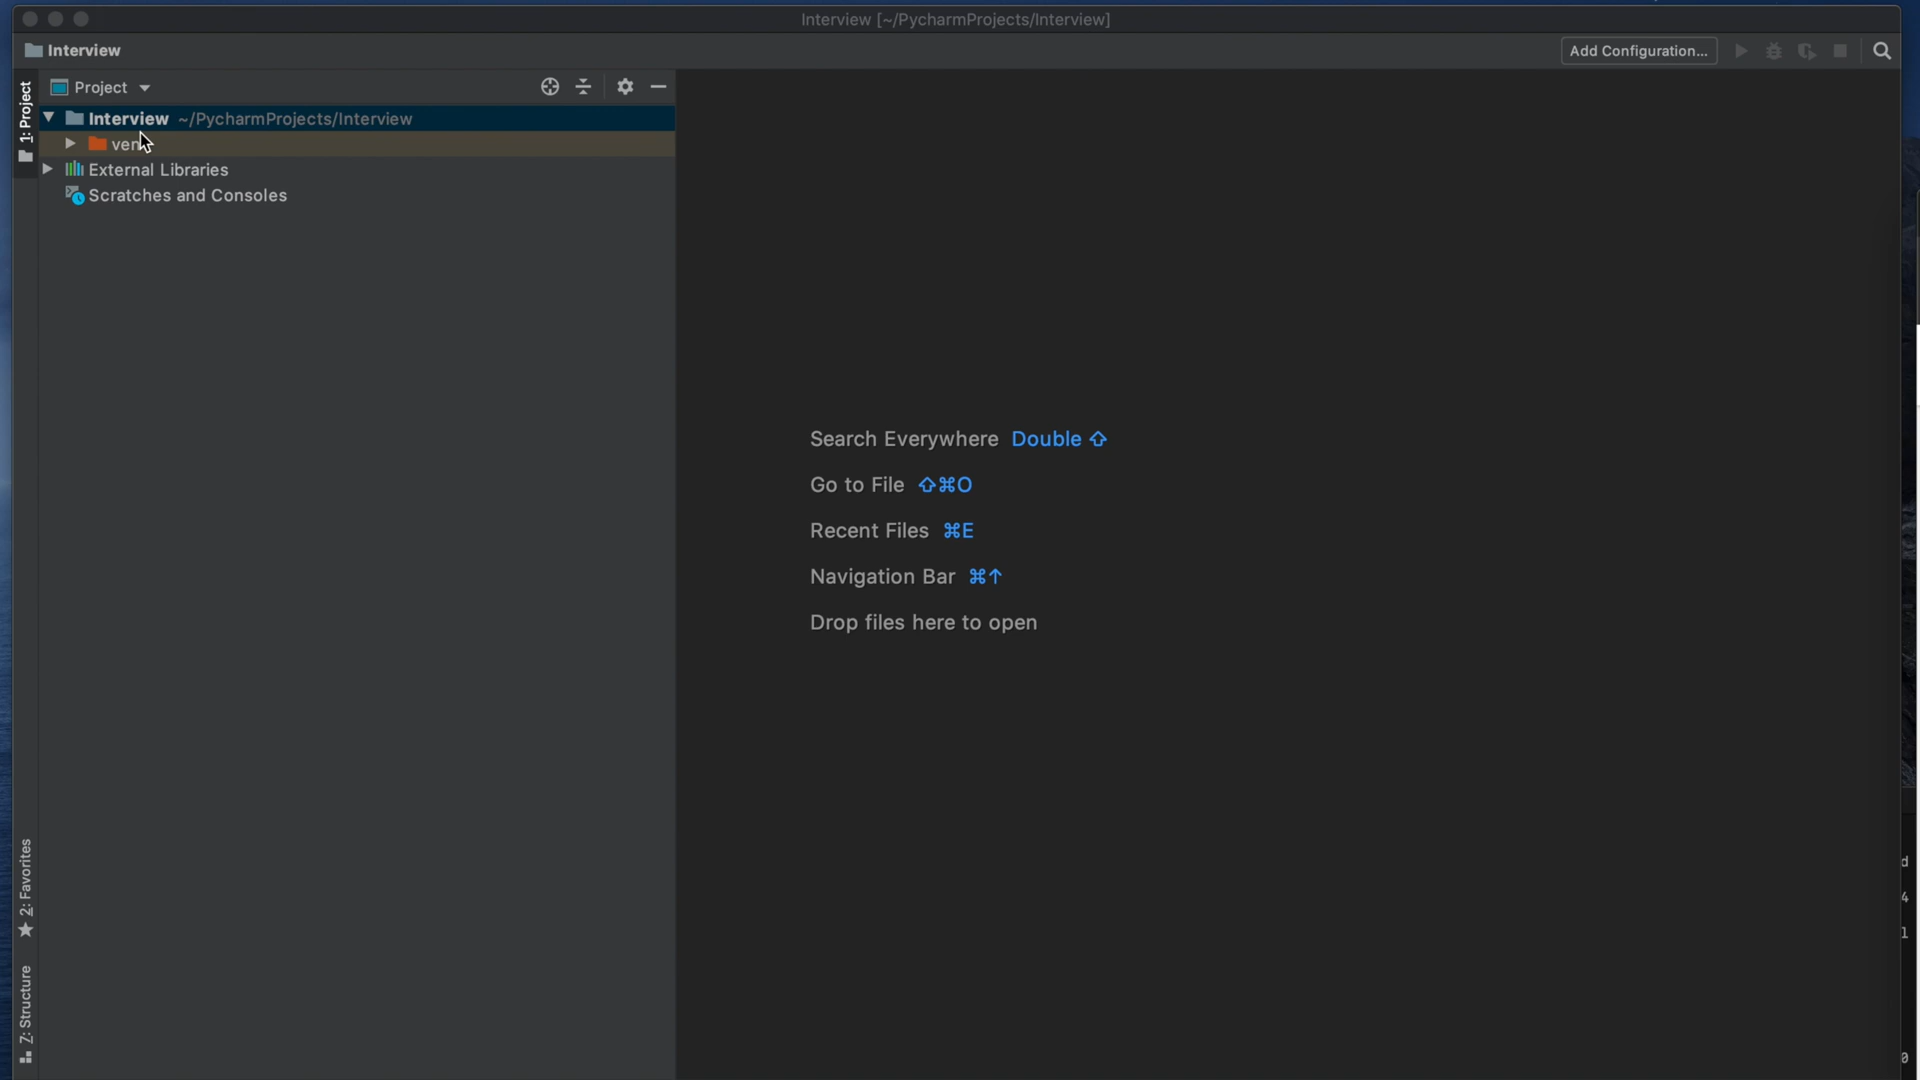 Interview [~/PycharmProjects/Interview]
Interview
Add Configuration...
1: Project
Project
Interview ~/PycharmProjects/Interview
External Libraries
Scratches and Consoles
Search Everywhere Double ⇧
Go to File ⇧⌘O
Recent Files ⌘E
Navigation Bar ⌘↑
Drop files here to open
2: Favorites
Z: Structure
d
4